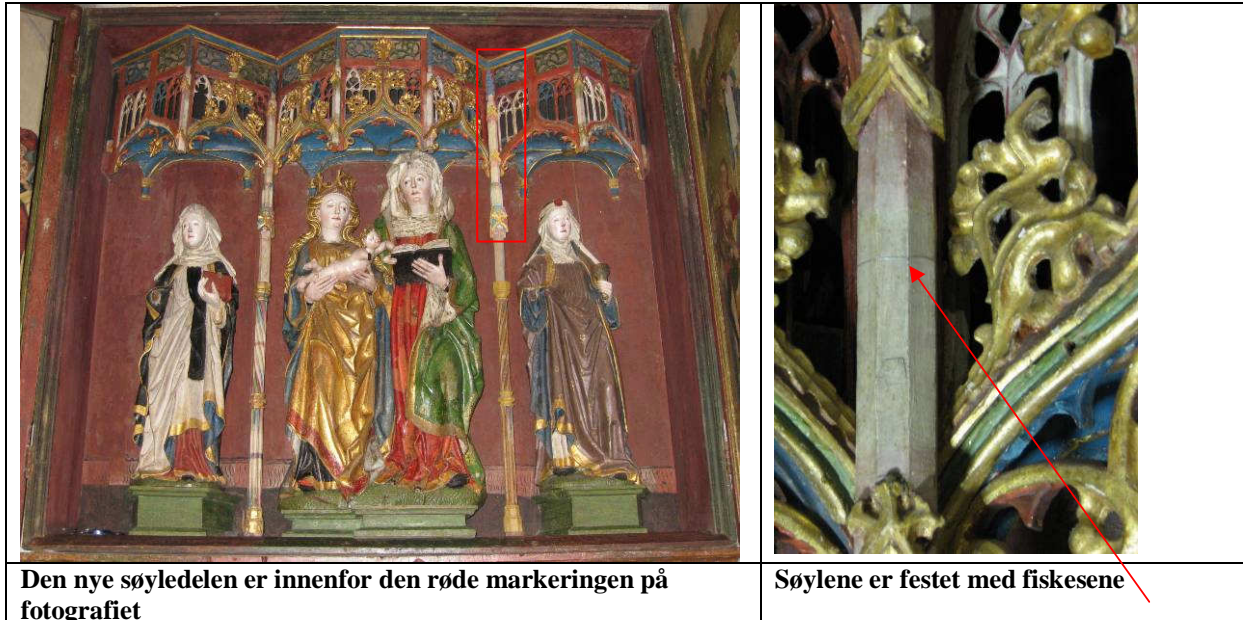 Den nye søyledelen er innenfor den røde markeringen på
fotografiet
Søylene er festet med fiskesene